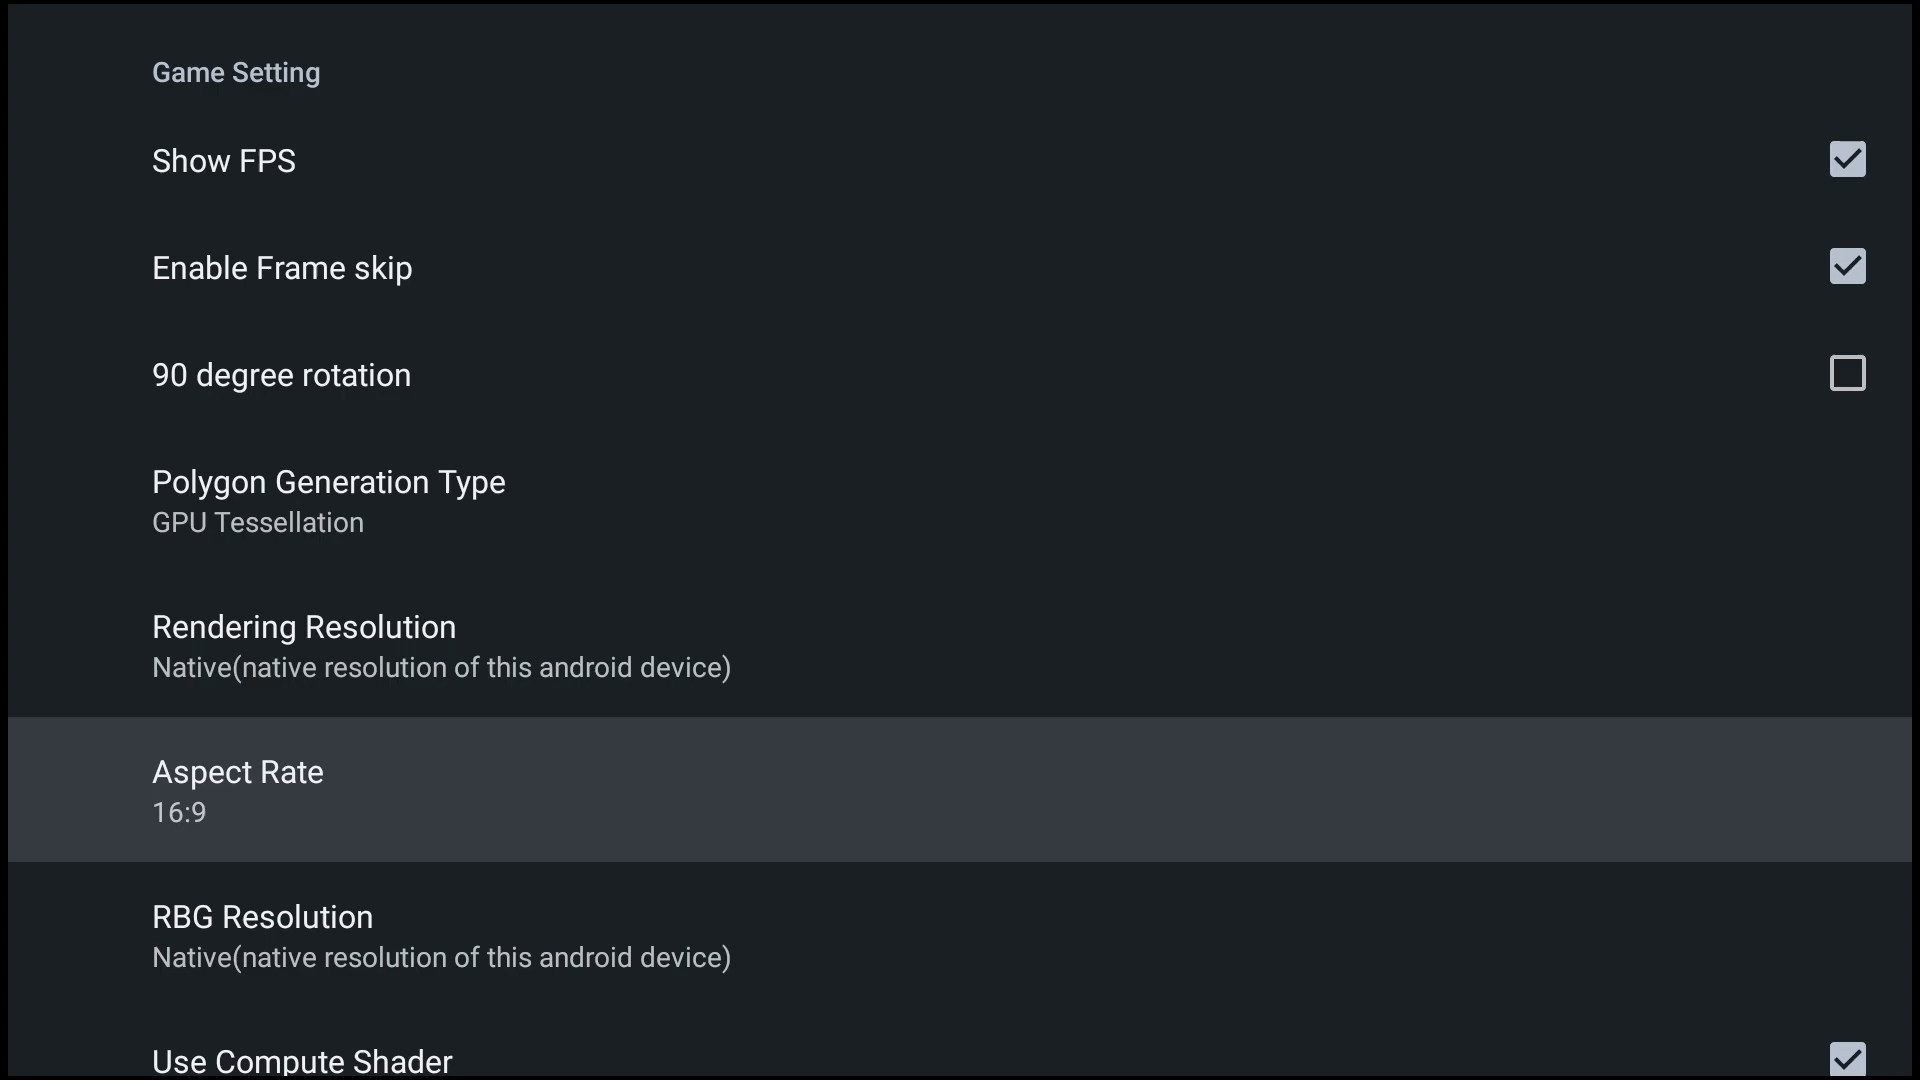 Game Setting
Show FPS
Enable Frame skip
90 degree rotation
Polygon Generation Type
GPU Tessellation
Rendering Resolution
Native(native resolution of this android device)
Aspect Rate
16:9
RBG Resolution
Native(native resolution of this android device)
Use Compute Shader